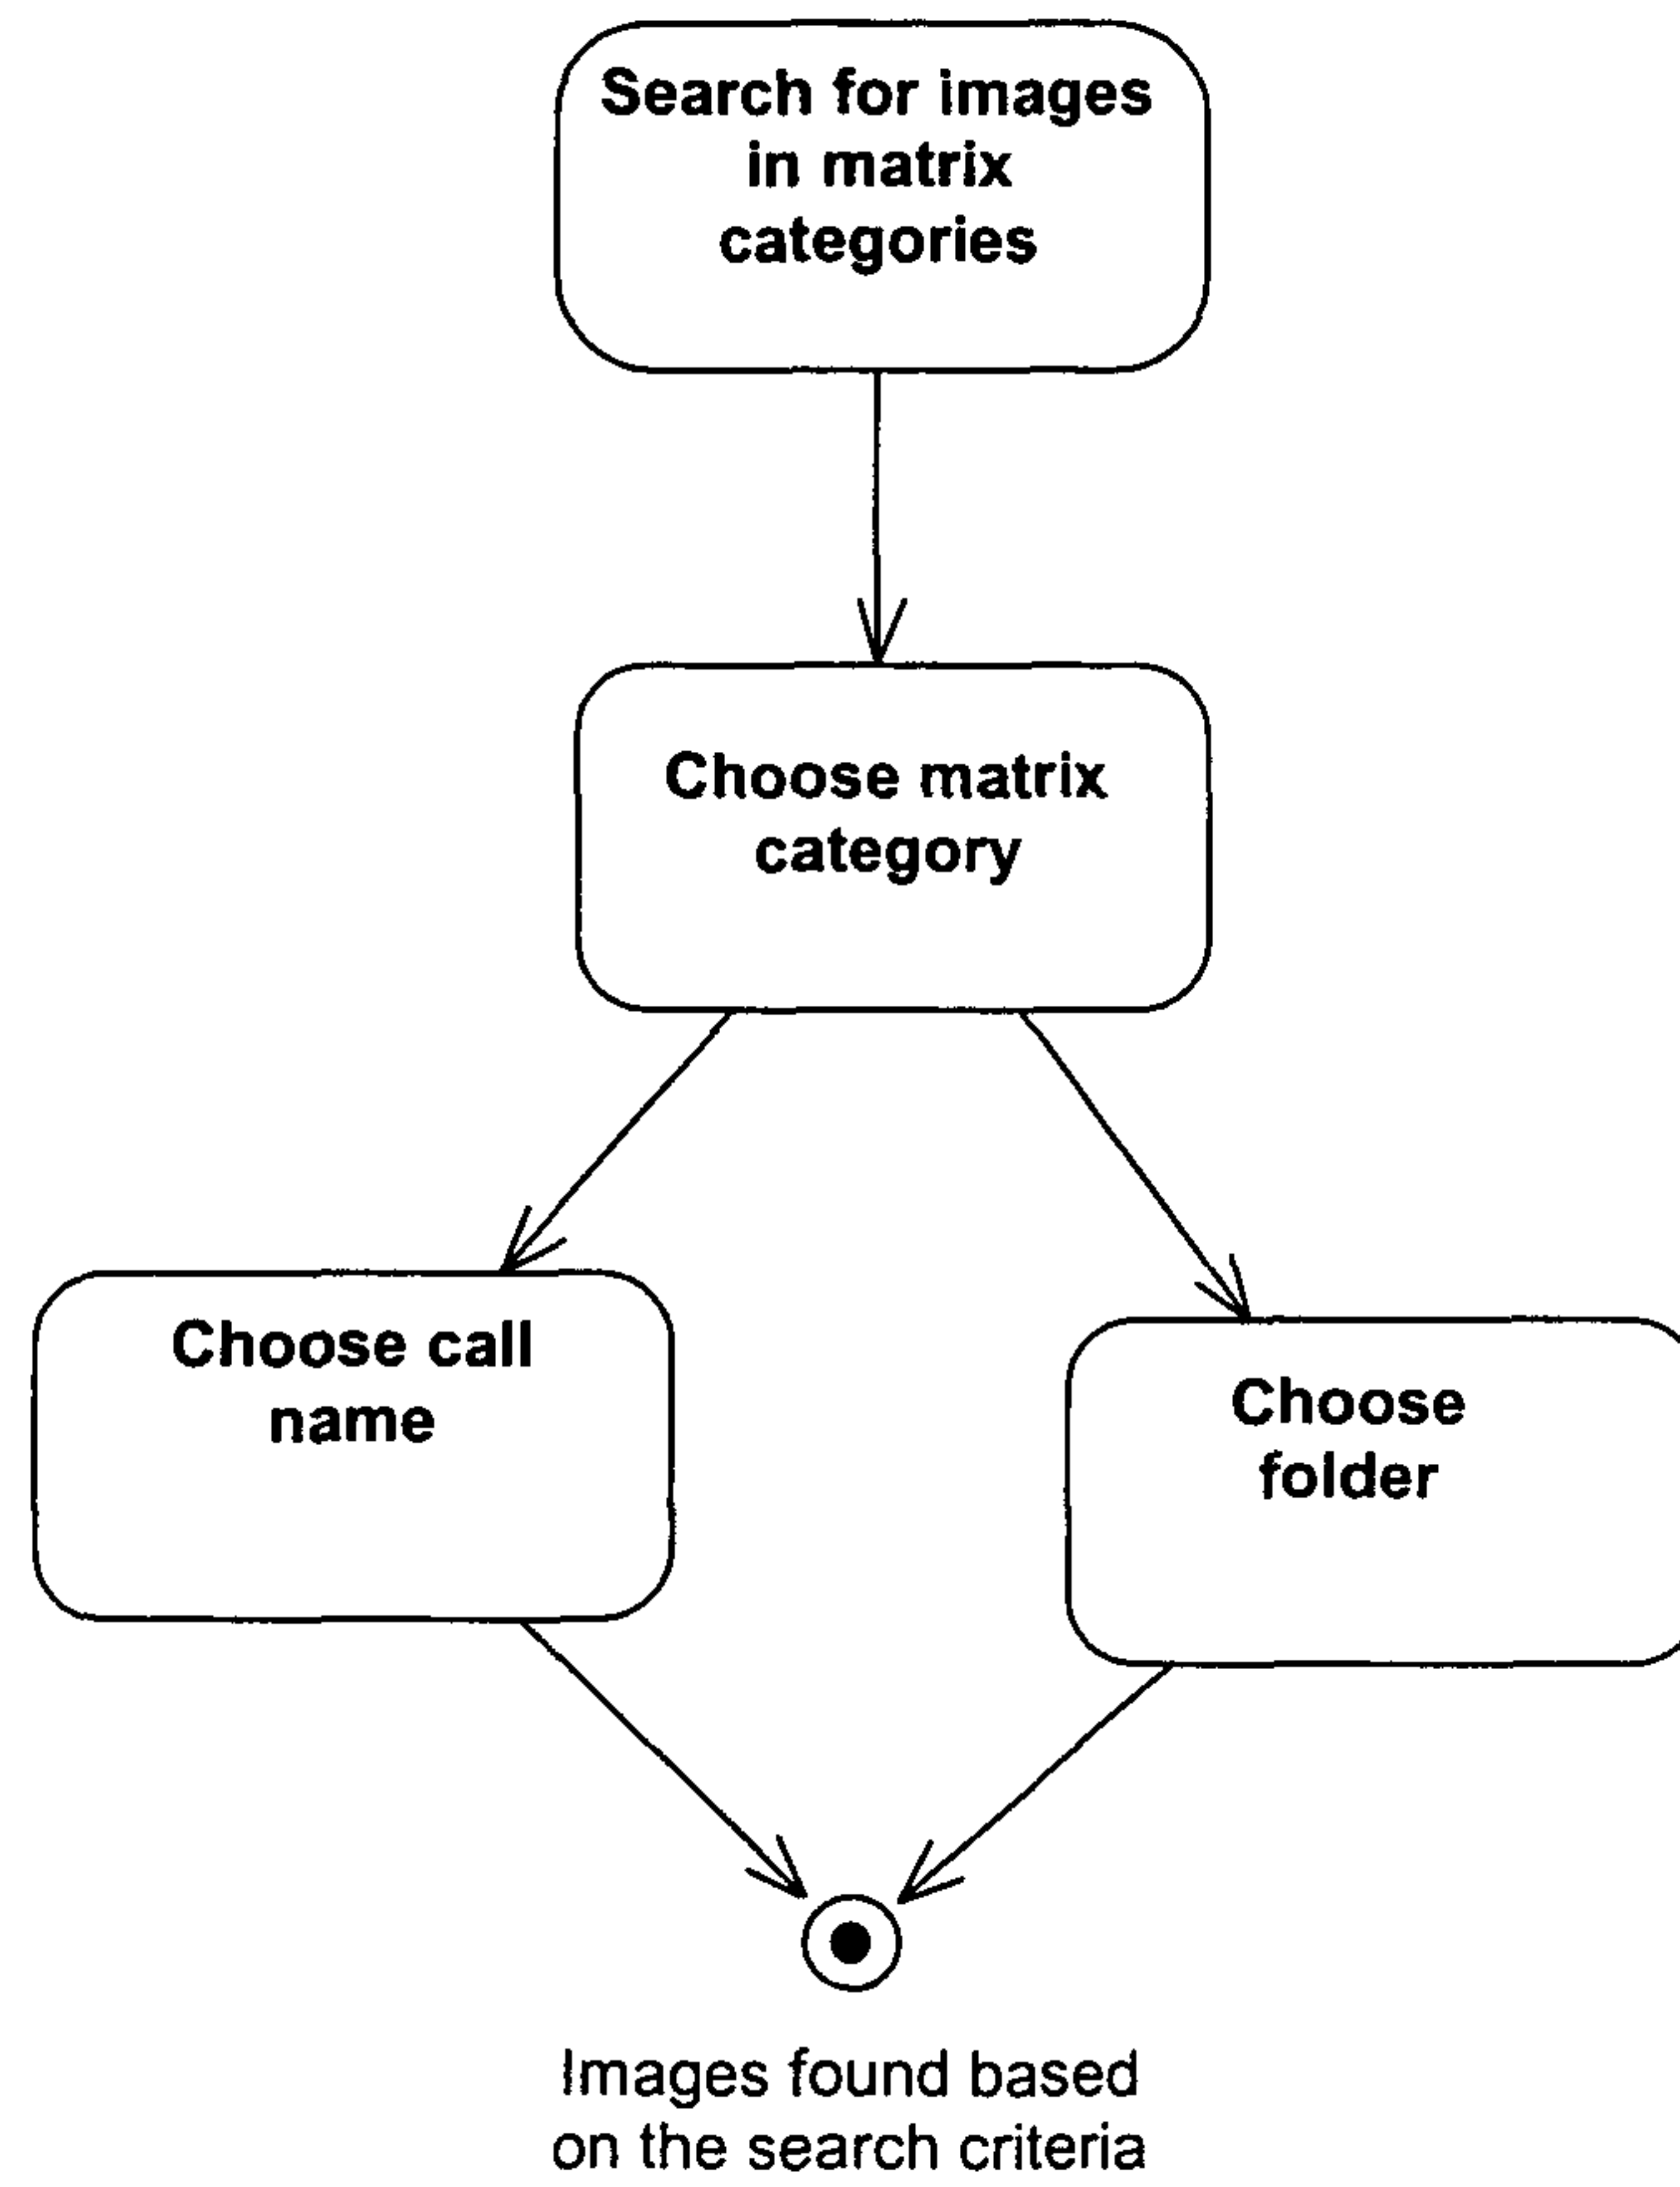 Search for images
in matrix
categories
Choose matrix
category
Choose call
name
Choose
folder
Images found based
on the search criteria